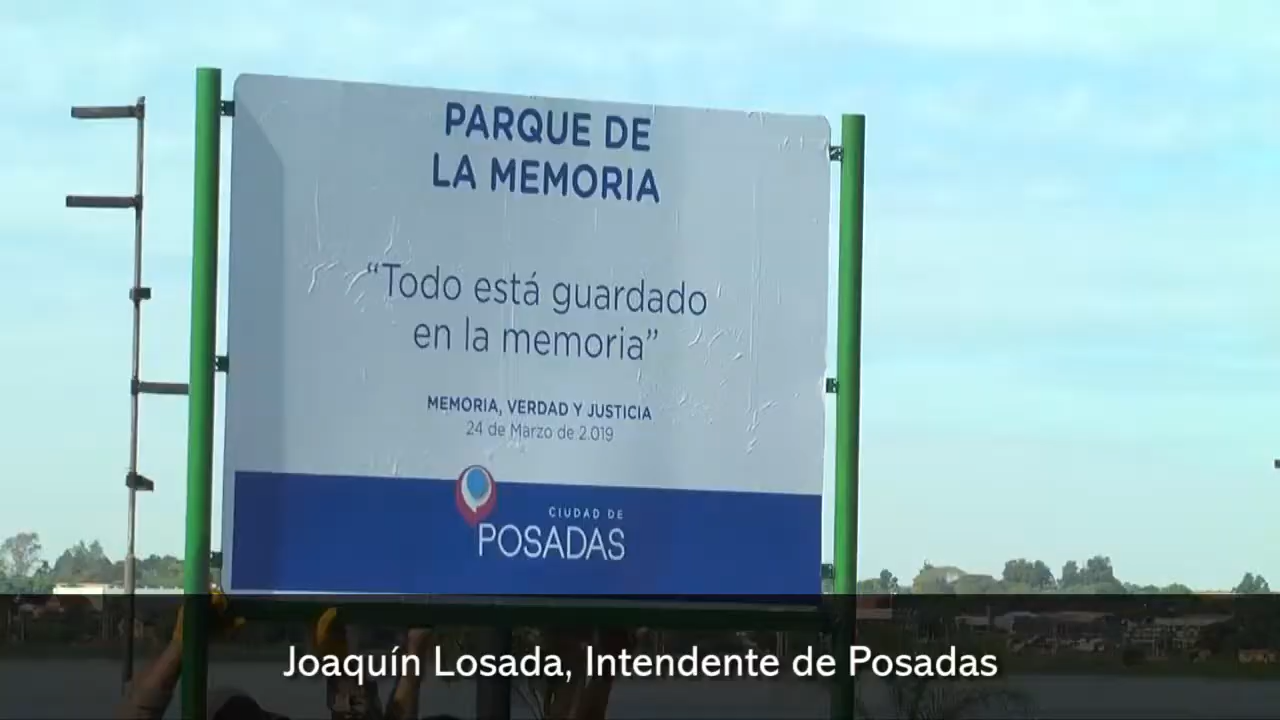 PARQUE DE
LA MEMORIA
“Todo está guardado
en la memoria”
MEMORIA, VERDAD Y JUSTICIA
24 de Marzo de 2.019
CIUDAD DE
POSADAS
Joaquín Losada, Intendente de Posadas